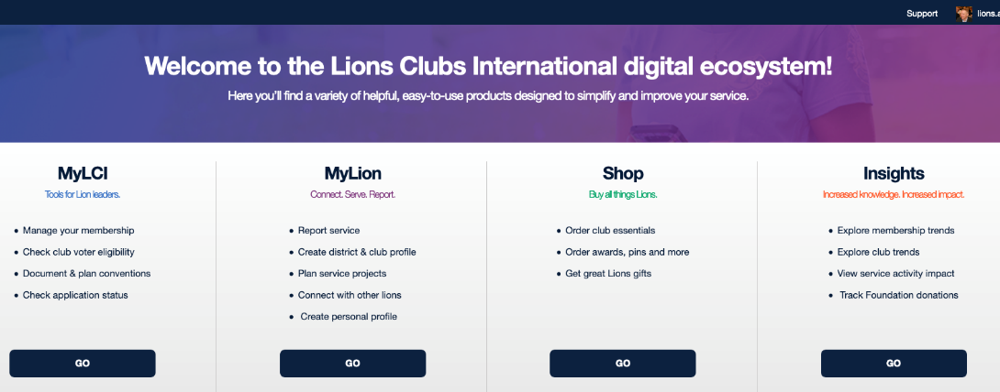 Support
Welcome to the Lions Clubs International digital ecosystem!
Here you'll find a variety of helpful, easy-to-use products designed to simplify and improve your service.
MyLCI
Tools for Lion leaders.
• Manage your membership
• Check club voter eligibility
• Document & plan conventions
• Check application status
GO
MyLion
Connect. Serve. Report.
• Report service
• Create district & club profile
• Plan service projects
• Connect with other lions
• Create personal profile
GO
Shop
Buy all things Lions.
• Order club essentials
• Order awards, pins and more
• Get great Lions gifts
GO
Insights
Increased knowledge. Increased impact.
• Explore membership trends
• Explore club trends
• View service activity impact
• Track Foundation donations
GO